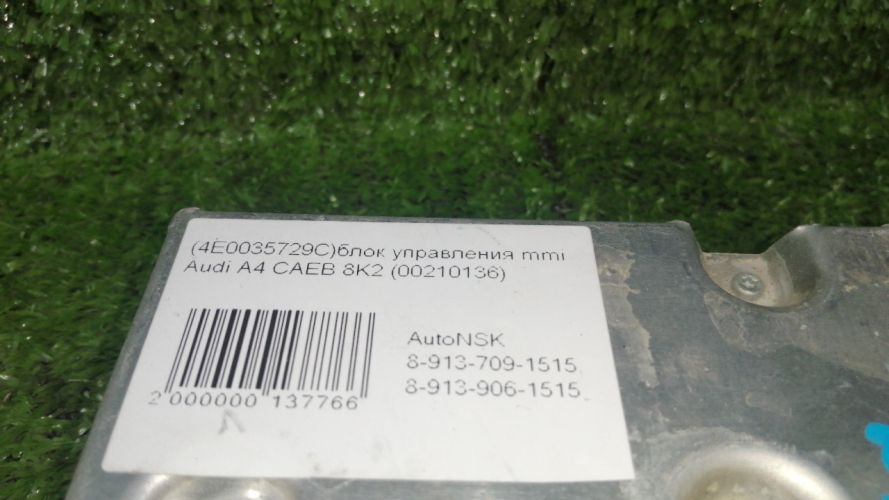 (4E0035729C)блок управления mmi
Audi A4 CAEB 8K2 (00210136)
AutoNSK
8-913-709-1515
8-913-906-1515
2 000000 137766